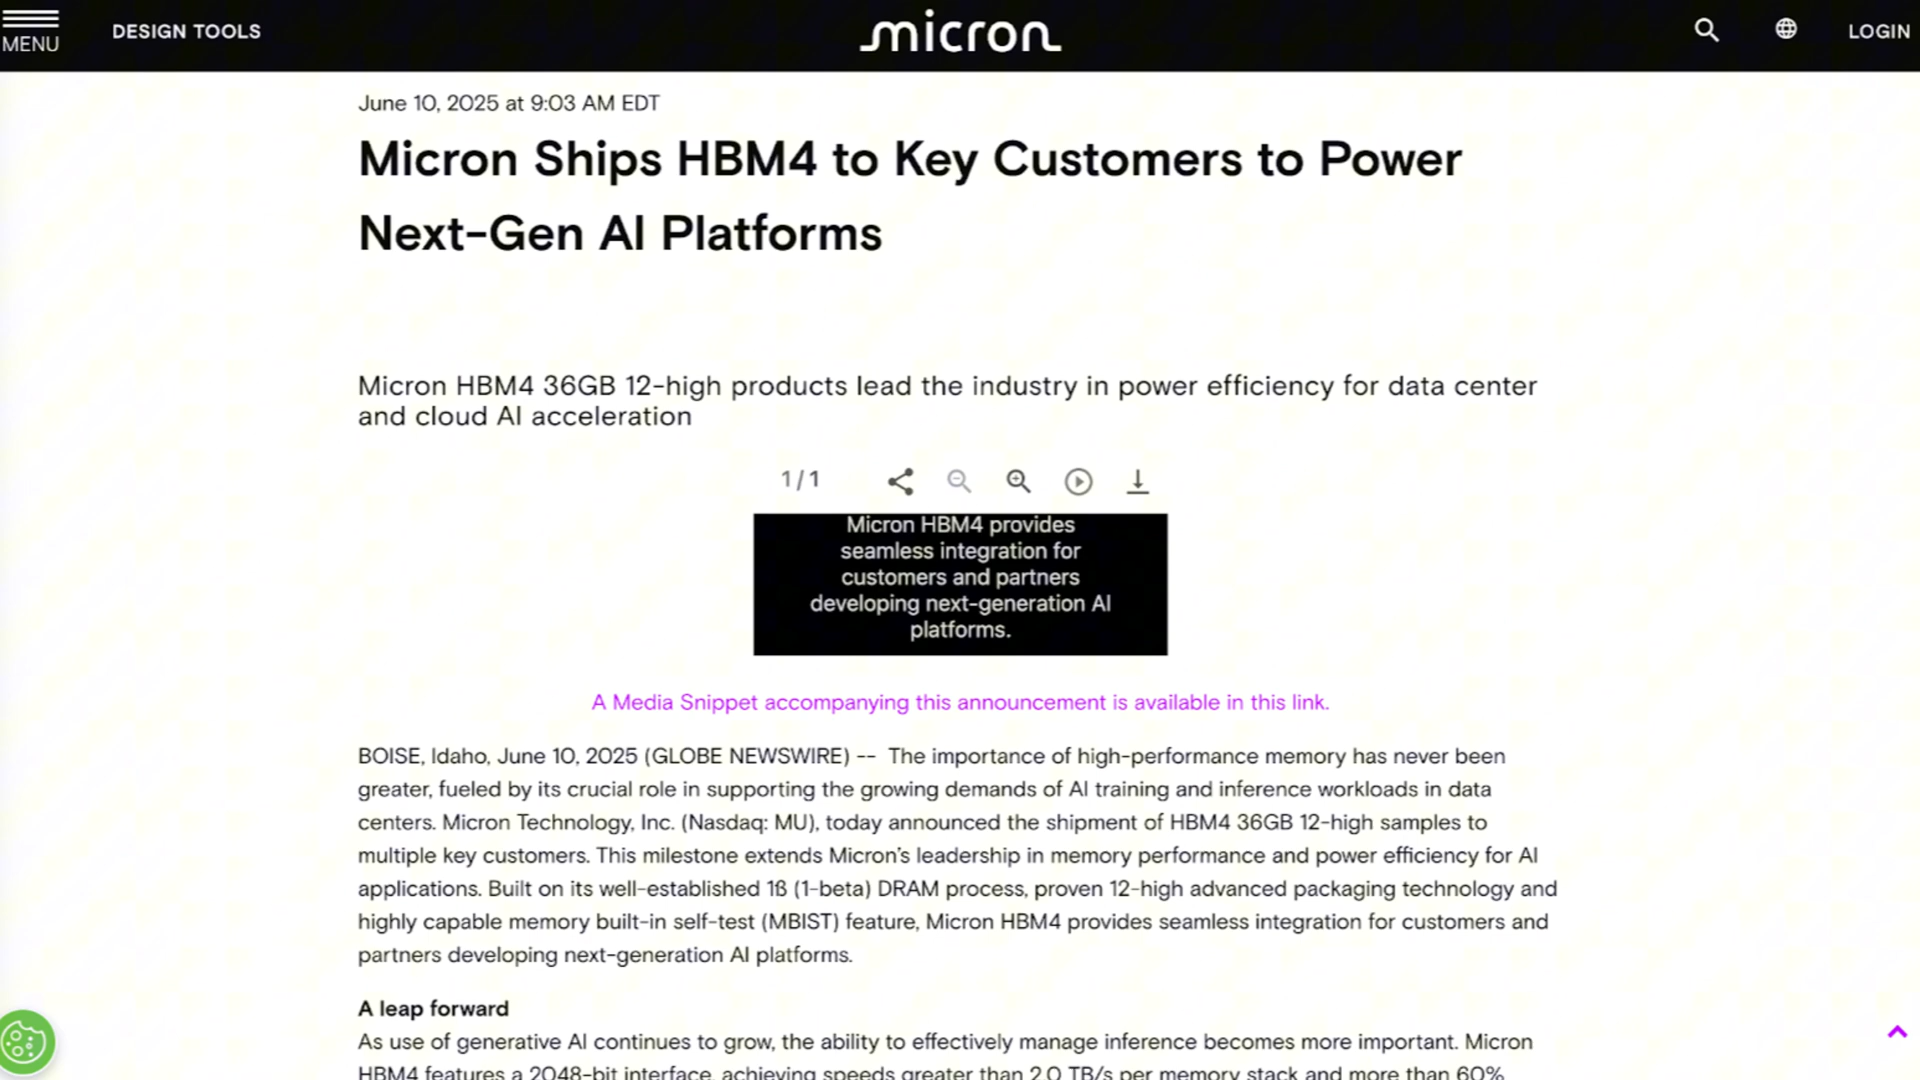 MENU
DESIGN TOOLS
micron
LOGIN
June 10, 2025 at 9:03 AM EDT
Micron Ships HBM4 to Key Customers to Power
Next-Gen AI Platforms
Micron HBM4 36GB 12-high products lead the industry in power efficiency for data center
and cloud AI acceleration
1/1
Micron HBM4 provides
seamless integration for
customers and partners
developing next-generation AI
platforms.
A Media Snippet accompanying this announcement is available in this link.
BOISE, Idaho, June 10, 2025 (GLOBE NEWSWIRE) -- The importance of high-performance memory has never been
greater, fueled by its crucial role in supporting the growing demands of AI training and inference workloads in data
centers. Micron Technology, Inc. (Nasdaq: MU), today announced the shipment of HBM4 36GB 12-high samples to
multiple key customers. This milestone extends Micron's leadership in memory performance and power efficiency for AI
applications. Built on its well-established 1ß (1-beta) DRAM process, proven 12-high advanced packaging technology and
highly capable memory built-in self-test (MBIST) feature, Micron HBM4 provides seamless integration for customers and
partners developing next-generation AI platforms.
A leap forward
As use of generative AI continues to grow, the ability to effectively manage inference becomes more important. Micron
HBM4 features a 2048-bit interface, achieving speeds greater than 2.0 TB/s per memory stack and more than 60%